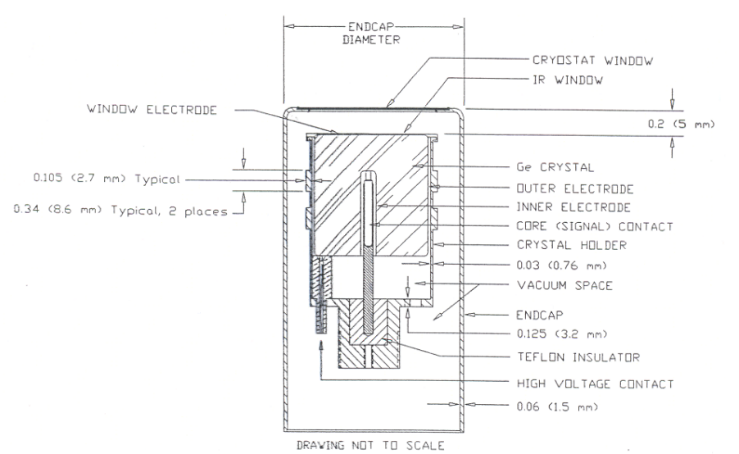 ENDCAP
DIAMETER
CRYOSTAT WINDOW
IR WINDOW
WINDOW ELECTRODE
0.2 (5 mm)
0.105 (2.7 mm) Typical
0.34 (8.6 mm) Typical, 2 places
Ge CRYSTAL
OUTER ELECTRODE
INNER ELECTRODE
CORE (SIGNAL) CONTACT
CRYSTAL HOLDER
0.03 (0.76 mm)
VACUUM SPACE
ENDCAP
0.125 (3.2 mm)
TEFLON INSULATOR
HIGH VOLTAGE CONTACT
0.06 (1.5 mm)
DRAWING NOT TO SCALE